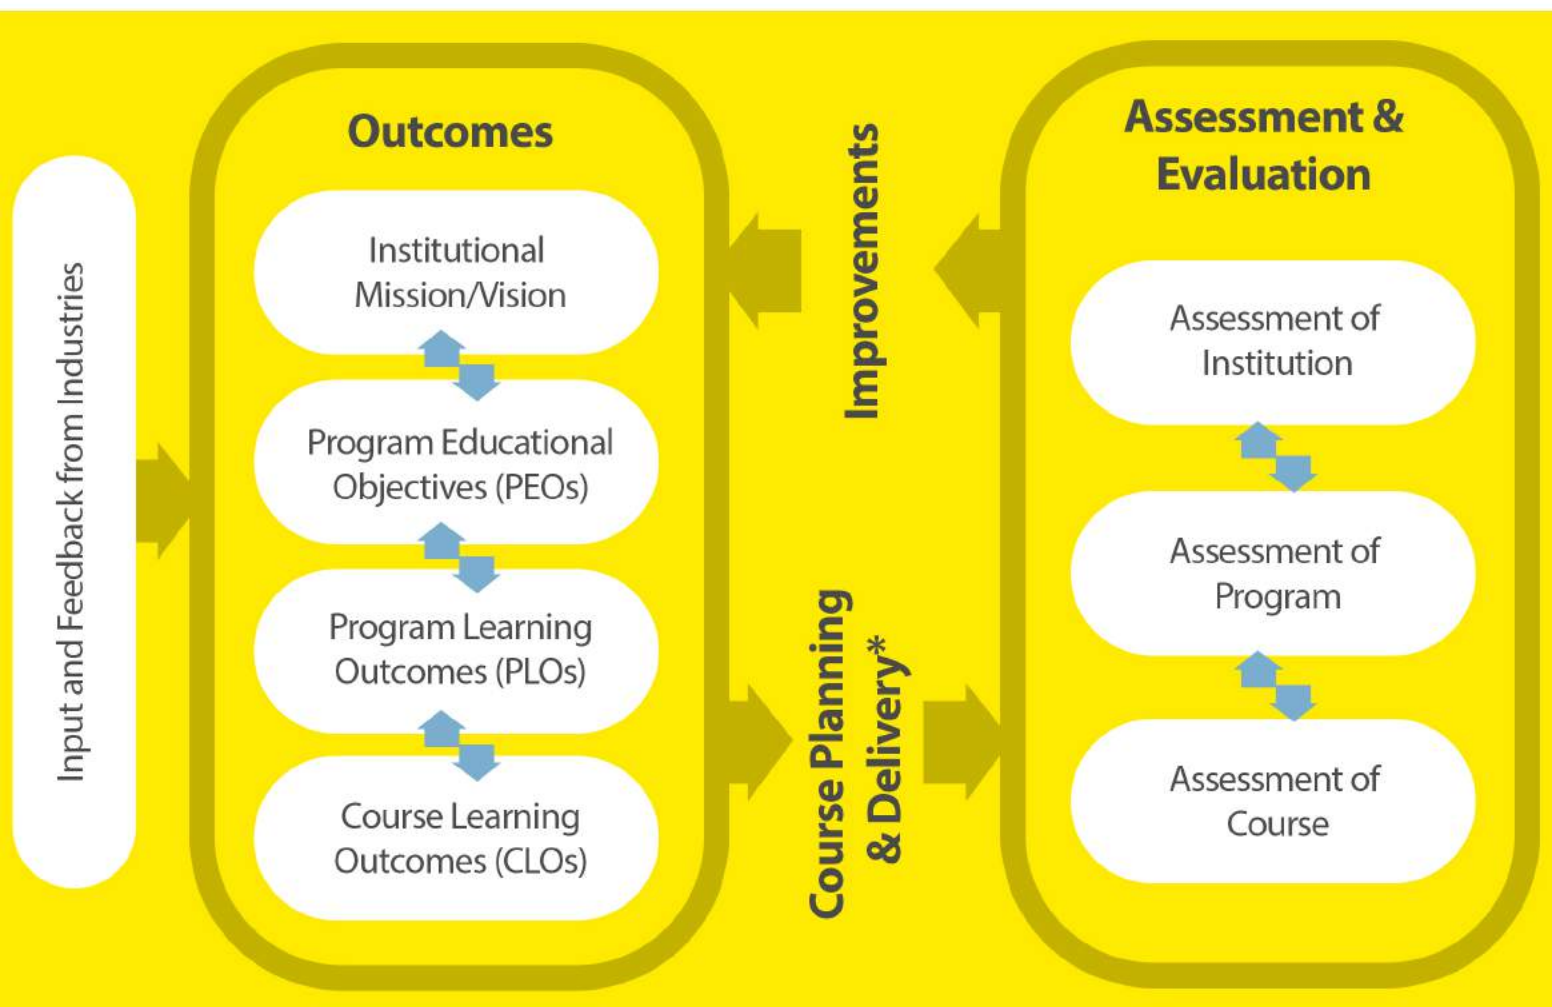 Input and Feedback from Industries
Outcomes
Institutional
Mission/Vision
Program Educational
Objectives (PEOs)
Program Learning
Outcomes (PLOs)
Course Learning
Outcomes (CLOs)
Improvements
Course Planning
& Delivery*
Assessment &
Evaluation
Assessment of
Institution
Assessment of
Program
Assessment of
Course